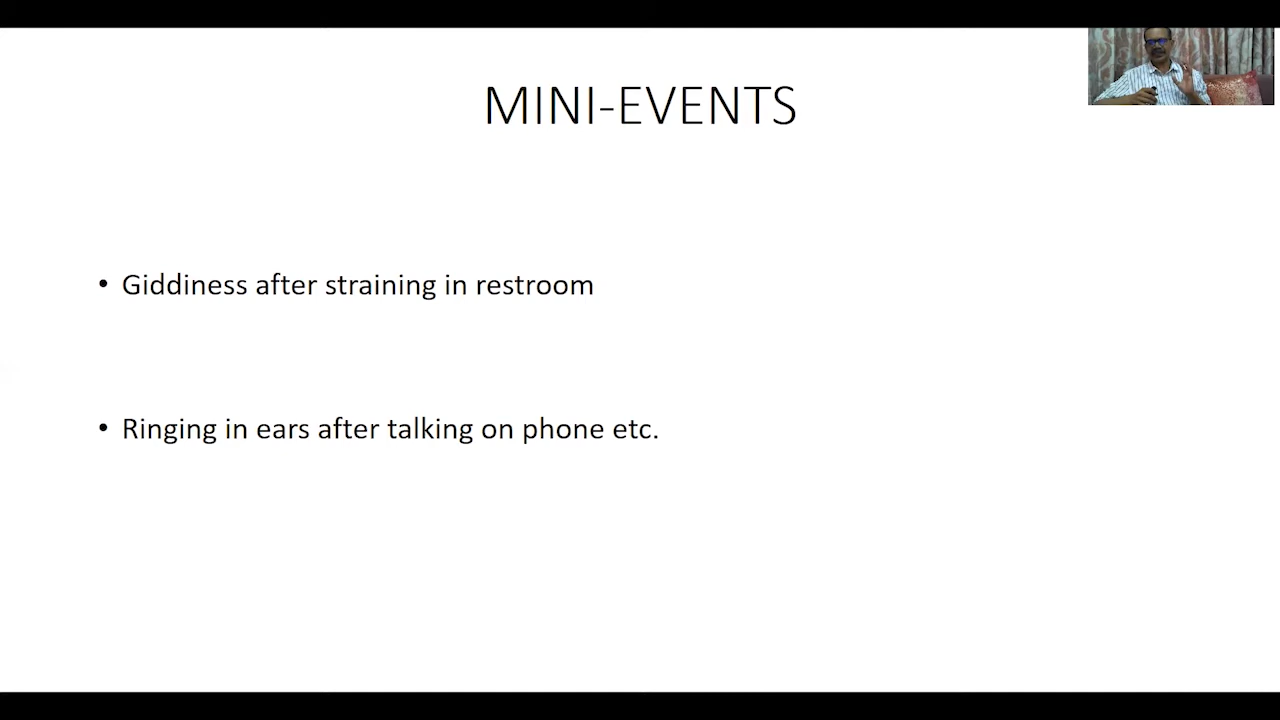 MINI-EVENTS
• Giddiness after straining in restroom
• Ringing in ears after talking on phone etc.